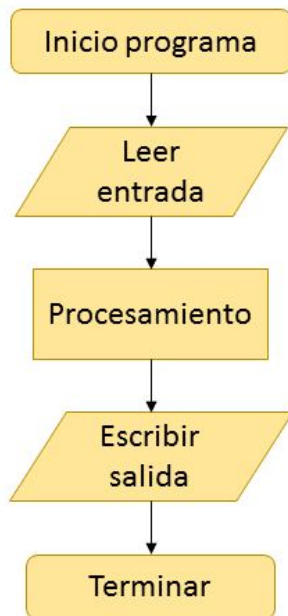 Inicio programa
Leer
entrada
Procesamiento
Escribir
salida
Terminar